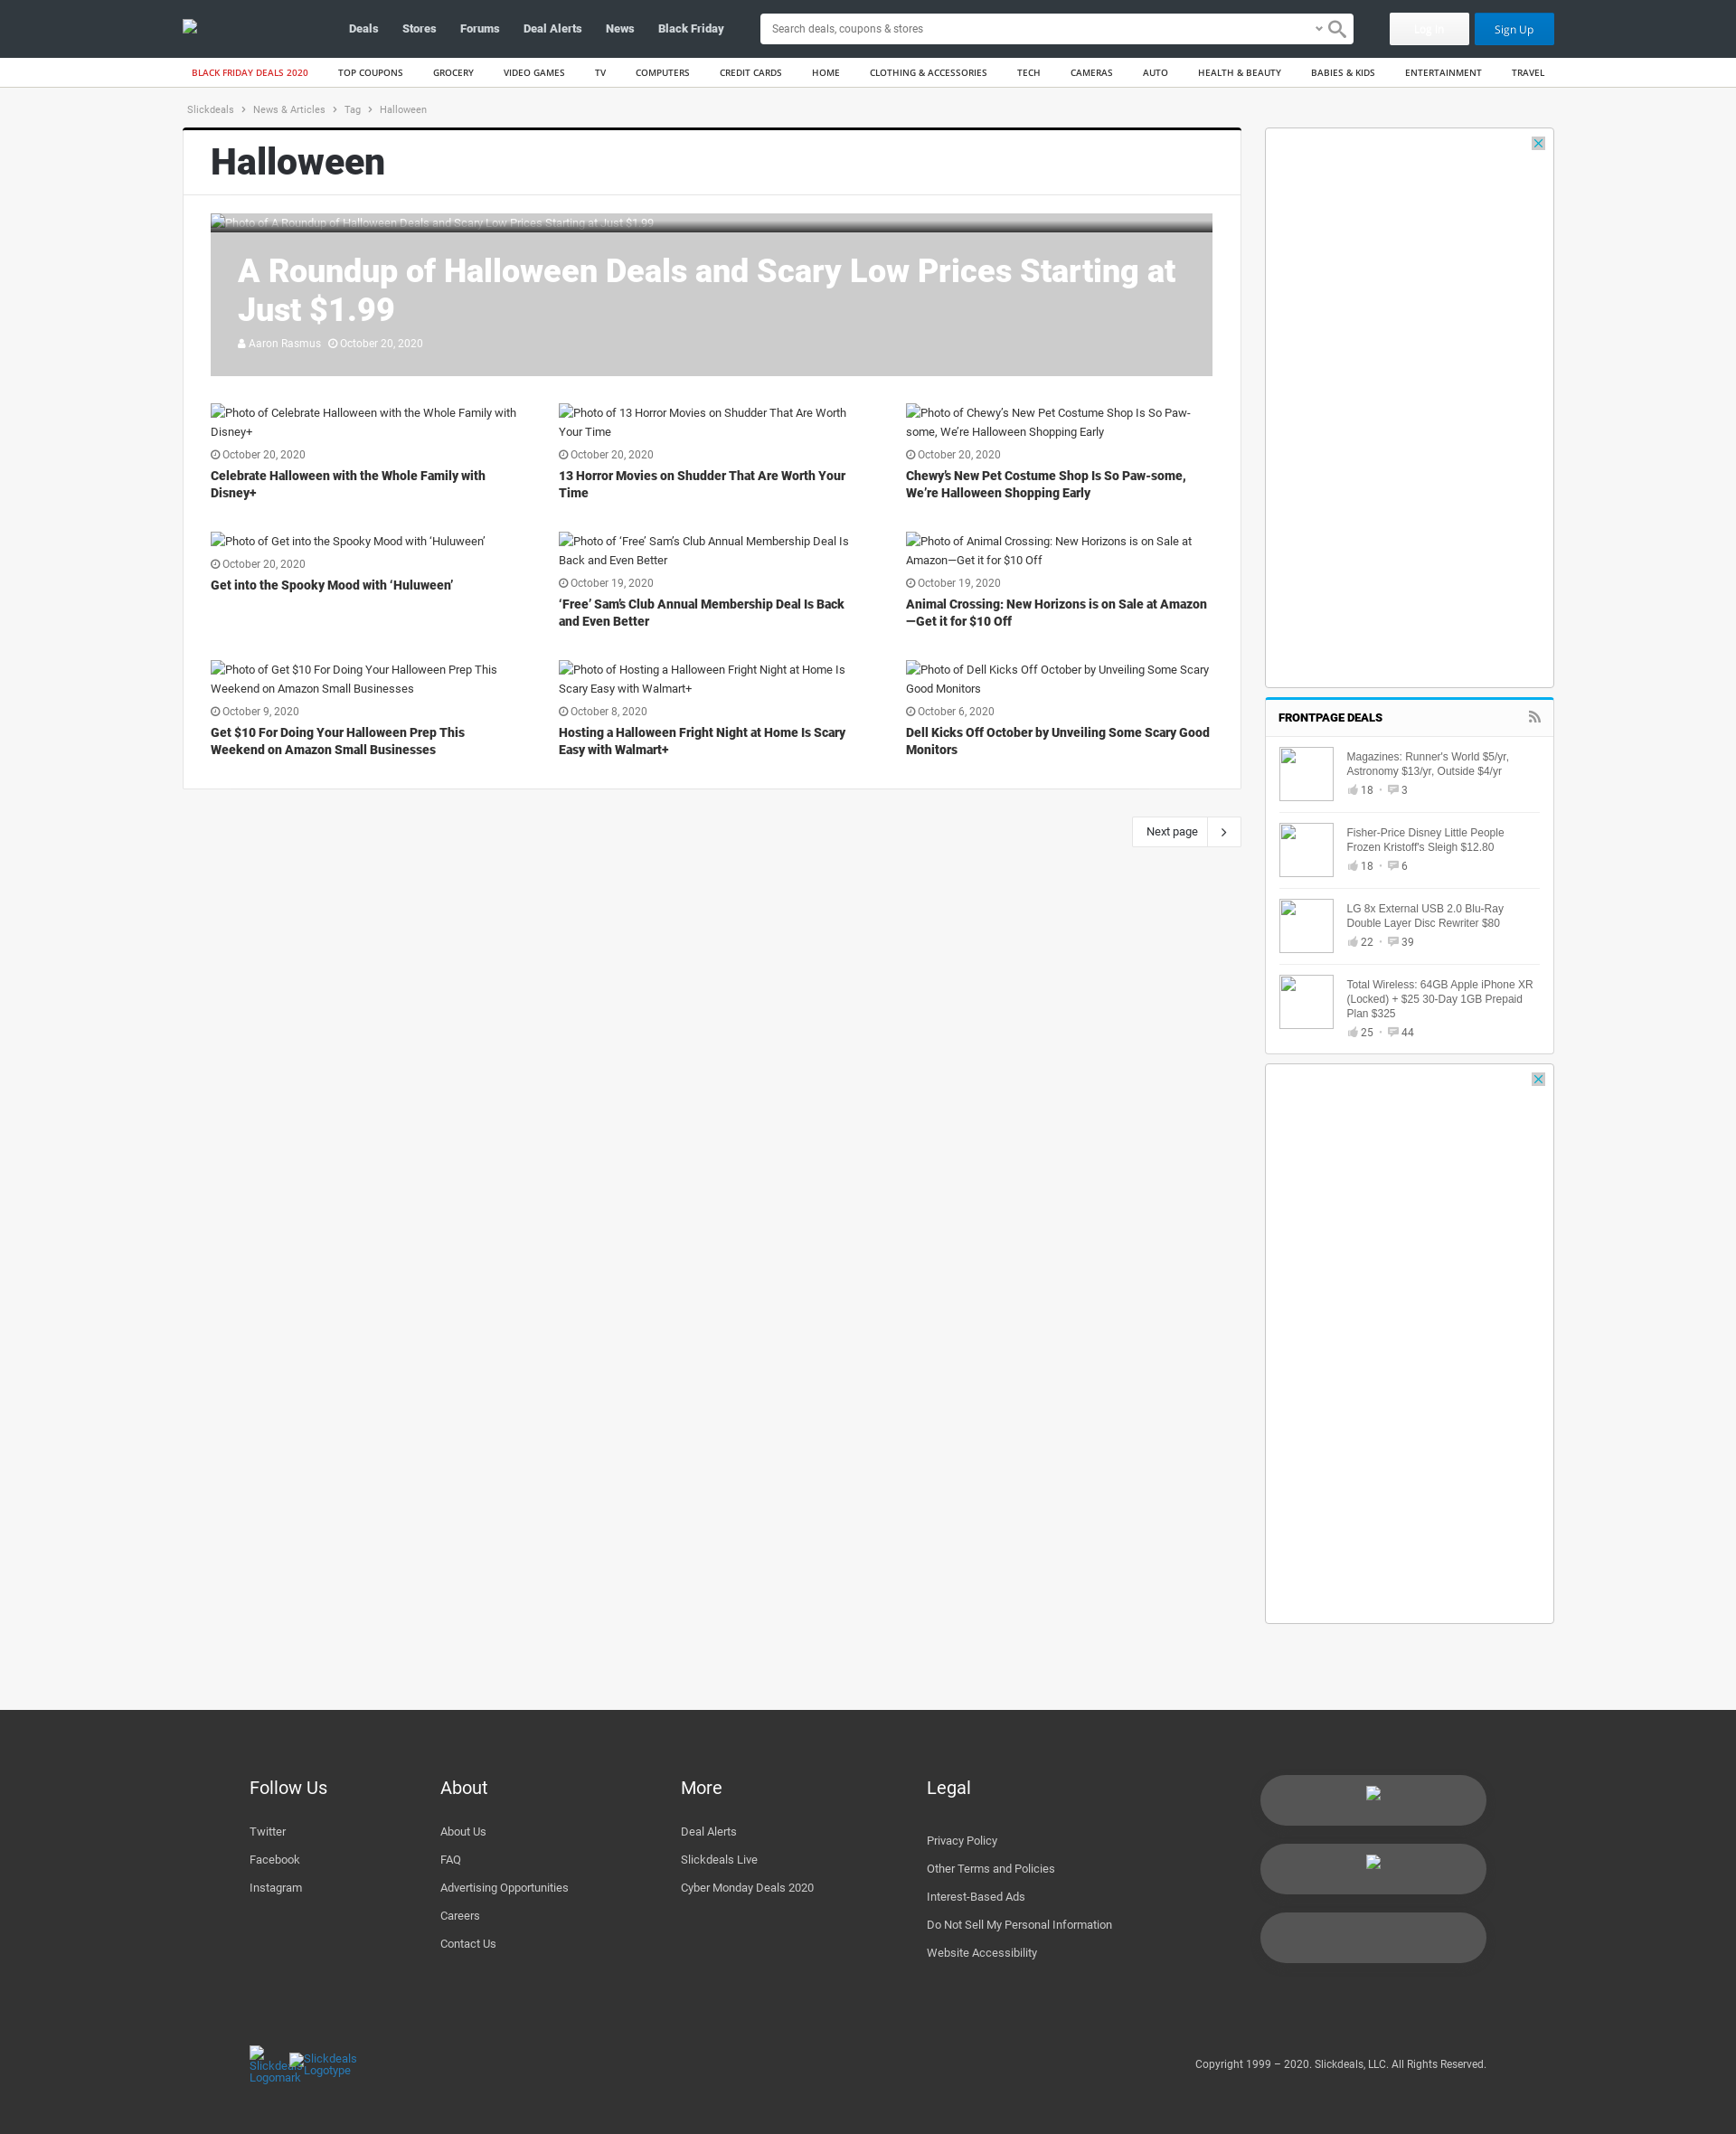 Deals Stores Forums Deal Alerts News Black Friday Search deals, coupons & stores Log In Sign Up
BLACK FRIDAY DEALS 2020 TOP COUPONS GROCERY VIDEO GAMES TV COMPUTERS CREDIT CARDS HOME CLOTHING & ACCESSORIES TECH CAMERAS AUTO HEALTH & BEAUTY BABIES & KIDS ENTERTAINMENT TRAVEL
Slickdeals > News & Articles > Tag > Halloween
Halloween
Photo of A Roundup of Halloween Deals and Scary Low Prices Starting at Just $1.99
A Roundup of Halloween Deals and Scary Low Prices Starting at
Just $1.99
Aaron Rasmus October 20, 2020
Photo of Celebrate Halloween with the Whole Family with
Disney+
October 20, 2020
Celebrate Halloween with the Whole Family with
Disney+
Photo of 13 Horror Movies on Shudder That Are Worth
Your Time
October 20, 2020
13 Horror Movies on Shudder That Are Worth Your
Time
Photo of Chewy’s New Pet Costume Shop Is So Paw-
some, We’re Halloween Shopping Early
October 20, 2020
Chewy’s New Pet Costume Shop Is So Paw-some,
We’re Halloween Shopping Early
Photo of Get into the Spooky Mood with ‘Huluween’
October 20, 2020
Get into the Spooky Mood with ‘Huluween’
Photo of ‘Free’ Sam’s Club Annual Membership Deal Is
Back and Even Better
October 19, 2020
‘Free’ Sam’s Club Annual Membership Deal Is Back
and Even Better
Photo of Animal Crossing: New Horizons is on Sale at
Amazon—Get it for $10 Off
October 19, 2020
Animal Crossing: New Horizons is on Sale at Amazon
—Get it for $10 Off
Photo of Get $10 For Doing Your Halloween Prep This
Weekend on Amazon Small Businesses
October 9, 2020
Get $10 For Doing Your Halloween Prep This
Weekend on Amazon Small Businesses
Photo of Hosting a Halloween Fright Night at Home Is
Scary Easy with Walmart+
October 8, 2020
Hosting a Halloween Fright Night at Home Is Scary
Easy with Walmart+
Photo of Dell Kicks Off October by Unveiling Some Scary
Good Monitors
October 6, 2020
Dell Kicks Off October by Unveiling Some Scary Good
Monitors
Next page
FRONTPAGE DEALS
Magazines: Runner's World $5/yr,
Astronomy $13/yr, Outside $4/yr
18 • 3
Fisher-Price Disney Little People
Frozen Kristoff's Sleigh $12.80
18 • 6
LG 8x External USB 2.0 Blu-Ray
Double Layer Disc Rewriter $80
22 • 39
Total Wireless: 64GB Apple iPhone XR
(Locked) + $25 30-Day 1GB Prepaid
Plan $325
25 • 44
Follow Us
Twitter
Facebook
Instagram
About
About Us
FAQ
Advertising Opportunities
Careers
Contact Us
More
Deal Alerts
Slickdeals Live
Cyber Monday Deals 2020
Legal
Privacy Policy
Other Terms and Policies
Interest-Based Ads
Do Not Sell My Personal Information
Website Accessibility
Slickdeals
Logomark
Slickdeals
Logotype
Copyright 1999 – 2020. Slickdeals, LLC. All Rights Reserved.